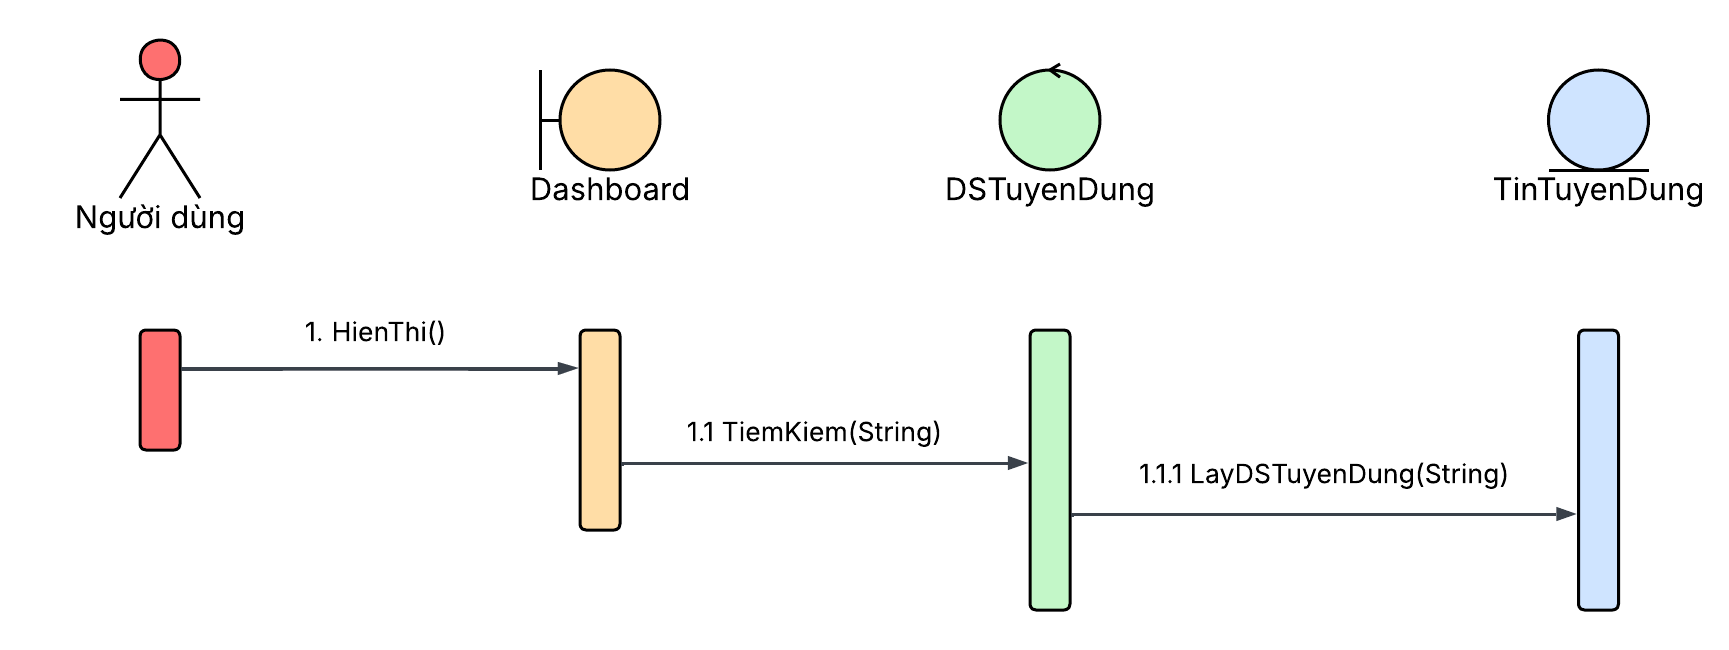 Người dùng
Dashboard
DSTuyenDung
TinTuyenDung
1. HienThi()
1.1 TiemKiem(String)
1.1.1 LayDSTuyenDung(String)